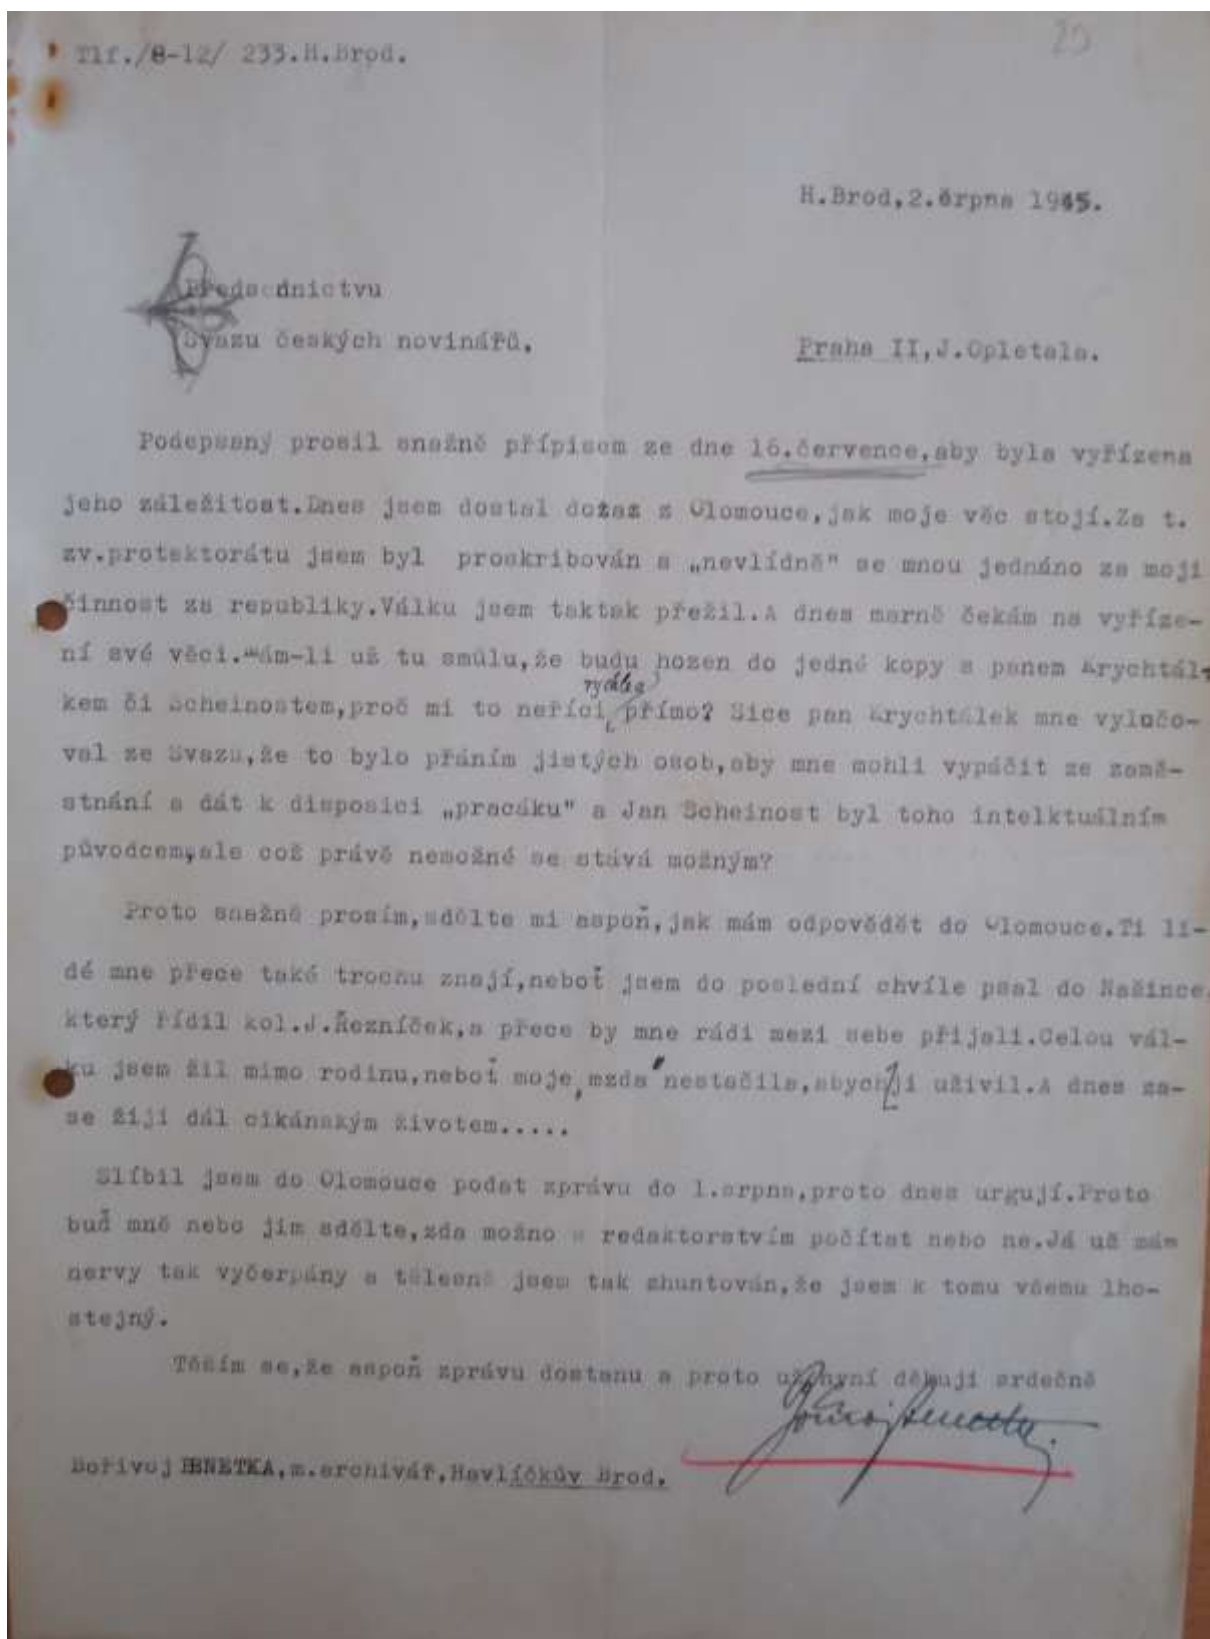 25
Tlf./8-12/ 233.H.Brod.
H.Brod,2.srpna 1945.
Předsednictvu
Svazu českých novinářů.
Praha II,J.Opletala.
Podepsaný prosil snažně přípisem ze dne 16.července,aby byla vyřízena
jeho záležitost.Dnes jsem dostal dotaz z Olomouce,jak moje věc stojí.Za t.
zv.protektorátu jsem byl proskribován a „nevlídně" se mnou jednáno za moji
činnost za republiky.Válku jsem taktak přežil.A dnes marně čekám na vyříze-
ní své věci.Mám-li už tu smůlu,že budu hozen do jedné kopy s panem Krychtál-
kem či Scheinostem,proč mi to neříci rychle a přímo? Sice pan Krychtálek mne vylučo-
val ze Svazu,že to bylo přáním jistých osob,aby mne mohli vypáčit ze zamě-
stnání a dát k disposici „pracáku" a Jan Scheinost byl toho intelktuálním
původcem,ale což právě nemožné se stává možným?
Proto snažně prosím,sdělte mi aspoň,jak mám odpovědět do Olomouce.Ti li-
dé mne přece také trochu znají,neboť jsem do poslední chvíle psal do Našince,
který řídil kol.J.Řezníček,a přece by mne rádi mezi sebe přijali.Celou vál-
ku jsem žil mimo rodinu,neboť moje „mzda" nestačila,abych ji uživil.A dnes za-
se žiji dál cikánským životem.....
Slíbil jsem do Olomouce podat zprávu do 1.srpna,proto dnes urgují.Proto
buď mně nebo jim sdělte,zda možno s redaktorstvím počítat nebo ne.Já už mám
nervy tak vyčerpány a tělesně jsem tak zhuntován,že jsem k tomu všemu lho-
stejný.
Těším se,že aspoň zprávu dostanu a proto už nyní děkuji srdečně
Bořivoj BENETKA,m.archivář,Havlíčkův Brod.